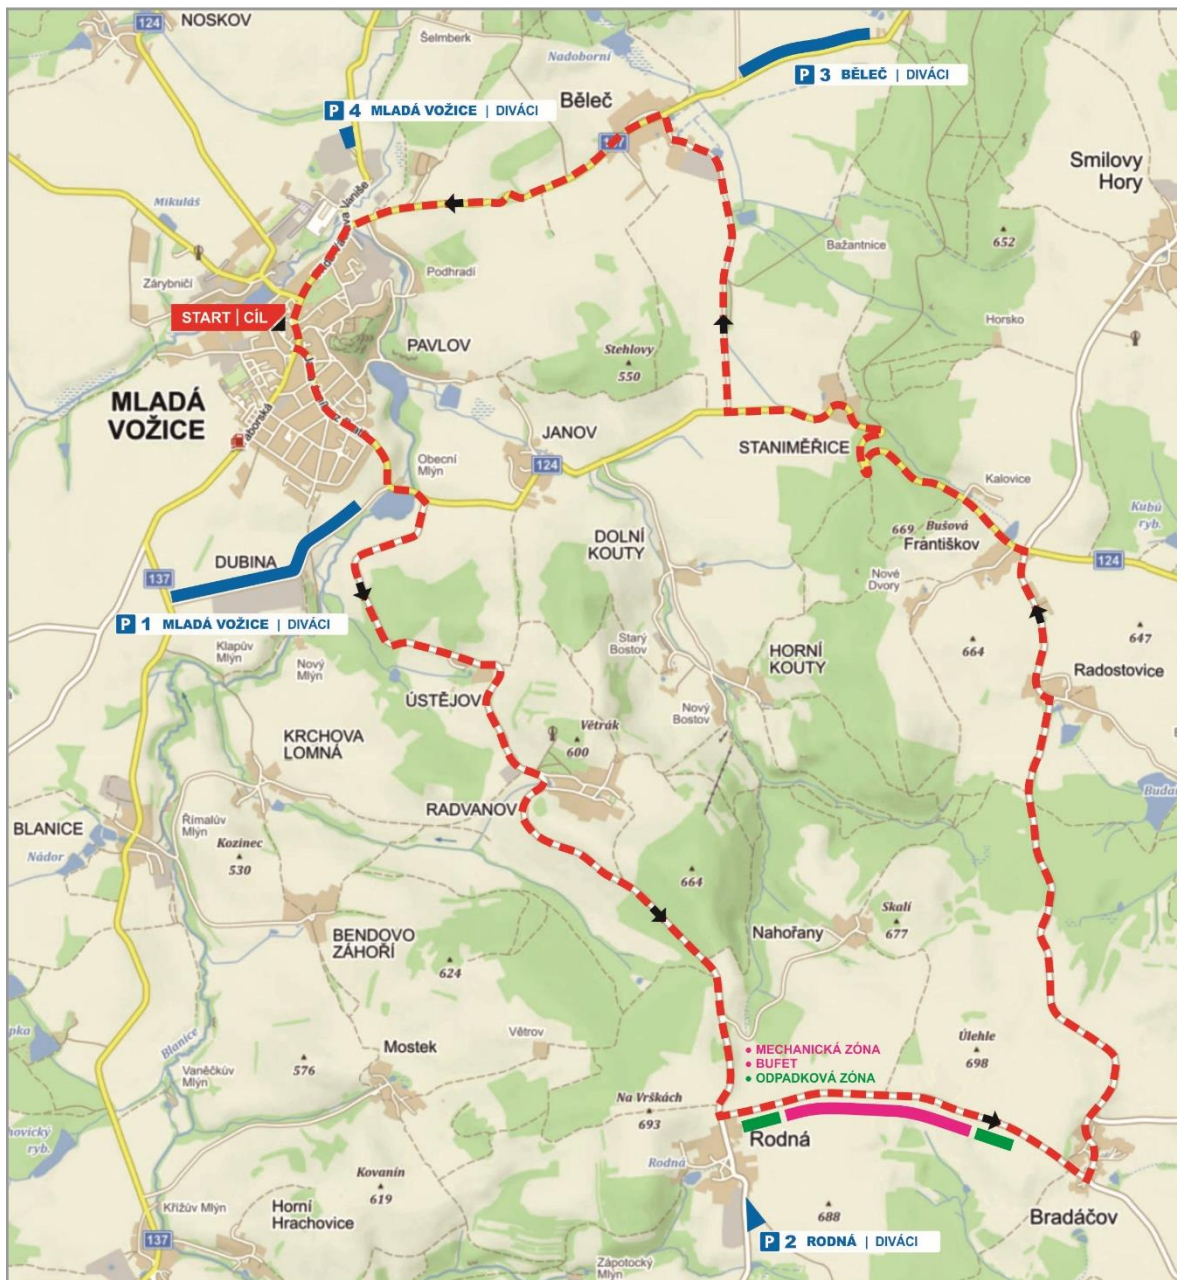 124
NOSKOV
Šelmberk
Nadoborní
P 3 BĚLEČ | DIVÁCI
P 4 MLADÁ VOŽICE | DIVÁCI
Běleč
Smilovy
Hory
Mikuláš
652
Bažantnice
Zárybničí
Podhradí
START | CÍL
Horsko
PAVLOV
Stehlovy
550
MLADÁ
VOŽICE
JANOV
STANIMĚŘICE
Obecní
Mlýn
124
Kalovice
669
Bušová
Františkov
Kubů
ryb.
DOLNÍ
KOUTY
DUBINA
137
124
Nové
Dvory
P 1 MLADÁ VOŽICE | DIVÁCI
647
664
Klapův
Mlýn
Nový
Mlýn
Starý
Bostov
HORNÍ
KOUTY
Radostovice
ÚSTĚJOV
Nový
Bostov
KRCHOVA
LOMNÁ
Větrák
600
RADVANOV
BLANICE
Římalův
Mlýn
Nádor
Kozinec
530
664
Skalí
677
Nahořany
BENDOVO
ZÁHOŘÍ
624
Větrov
Úlehle
698
Blanice
Mostek
• MECHANICKÁ ZÓNA
• BUFET
• ODPADKOVÁ ZÓNA
576
Vaněčkův
Mlýn
Na Vrškách
693
Rodná
Rodná
Kovanín
619
Křížův Mlýn
Horní
Hrachovice
688
Bradáčov
137
P 2 RODNÁ | DIVÁCI
Zápotocký
Mlýn